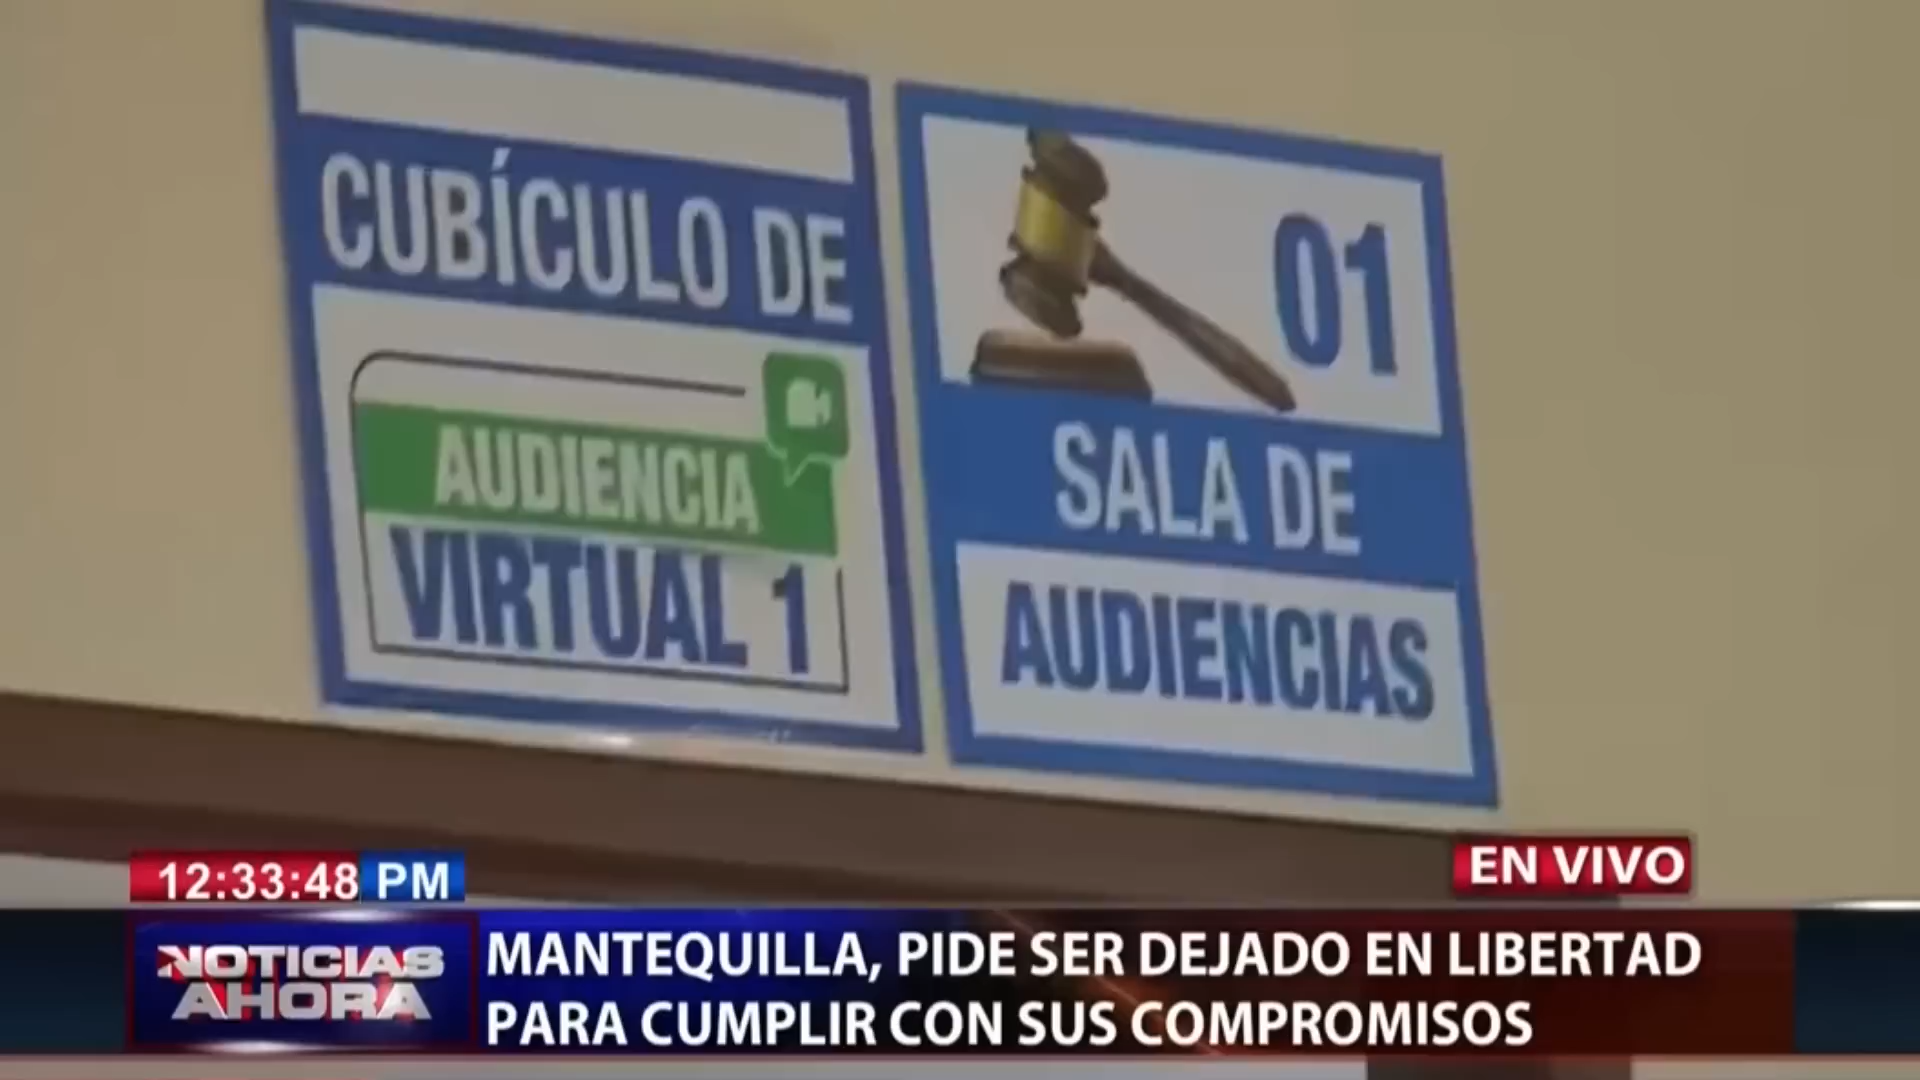 CUBÍCULO DE
AUDIENCIA
VIRTUAL 1
01
SALA DE
AUDIENCIAS
12:33:48 PM
EN VIVO
NOTICIAS
AHORA
MANTEQUILLA, PIDE SER DEJADO EN LIBERTAD
PARA CUMPLIR CON SUS COMPROMISOS